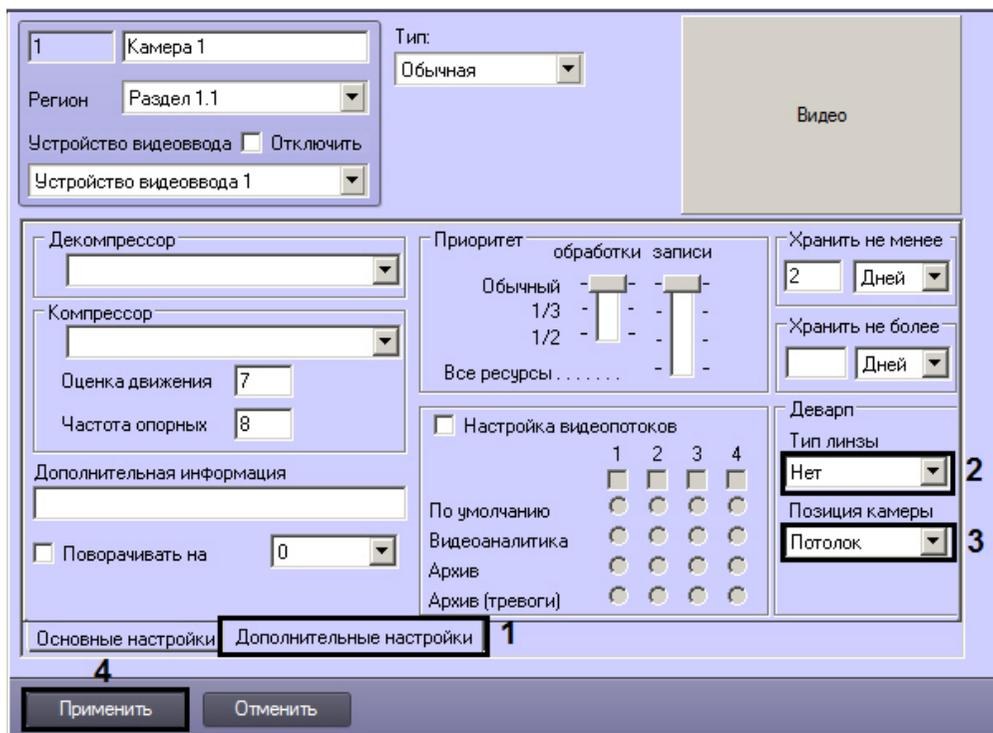 1 Камера 1
Тип:
Обычная
Регион Раздел 1.1
Устройство видеоввода Отключить
Устройство видеоввода 1
Видео
Декомпрессор
Компрессор
Оценка движения 7
Частота опорных 8
Дополнительная информация
Поворачивать на 0
Приоритет
обработки записи
Обычный
1/3
1/2
Все ресурсы . . . . . . .
Настройка видеопотоков
1 2 3 4
По умолчанию
Видеоаналитика
Архив
Архив (тревоги)
Хранить не менее
2 Дней
Хранить не более
Дней
Деварп
Тип линзы
Нет 2
Позиция камеры
Потолок 3
Основные настройки Дополнительные настройки 1
4
Применить Отменить